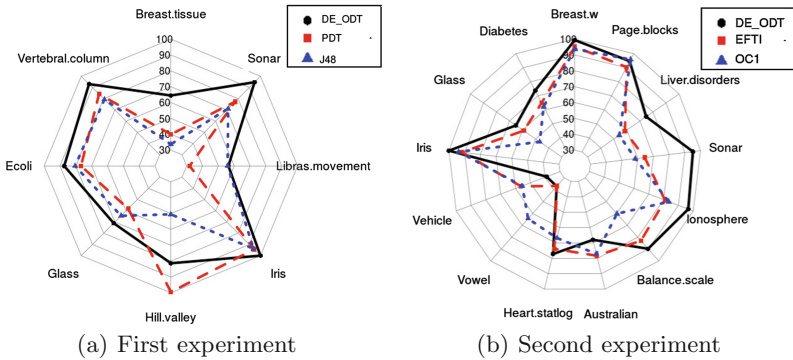 Breast.tissue
DE_ODT
PDT
J48
Vertebral.column
Sonar
100
90
80
70
60
50
40
30
Ecoli
Libras.movement
Glass
Iris
Hill.valley
(a) First experiment
Breast.w
DE_ODT
EFTI
OC1
Diabetes
Page.blocks
100
90
80
70
60
50
40
30
Glass
Liver.disorders
Iris
Sonar
Vehicle
Ionosphere
Vowel
Balance.scale
Heart.statlog
Australian
(b) Second experiment